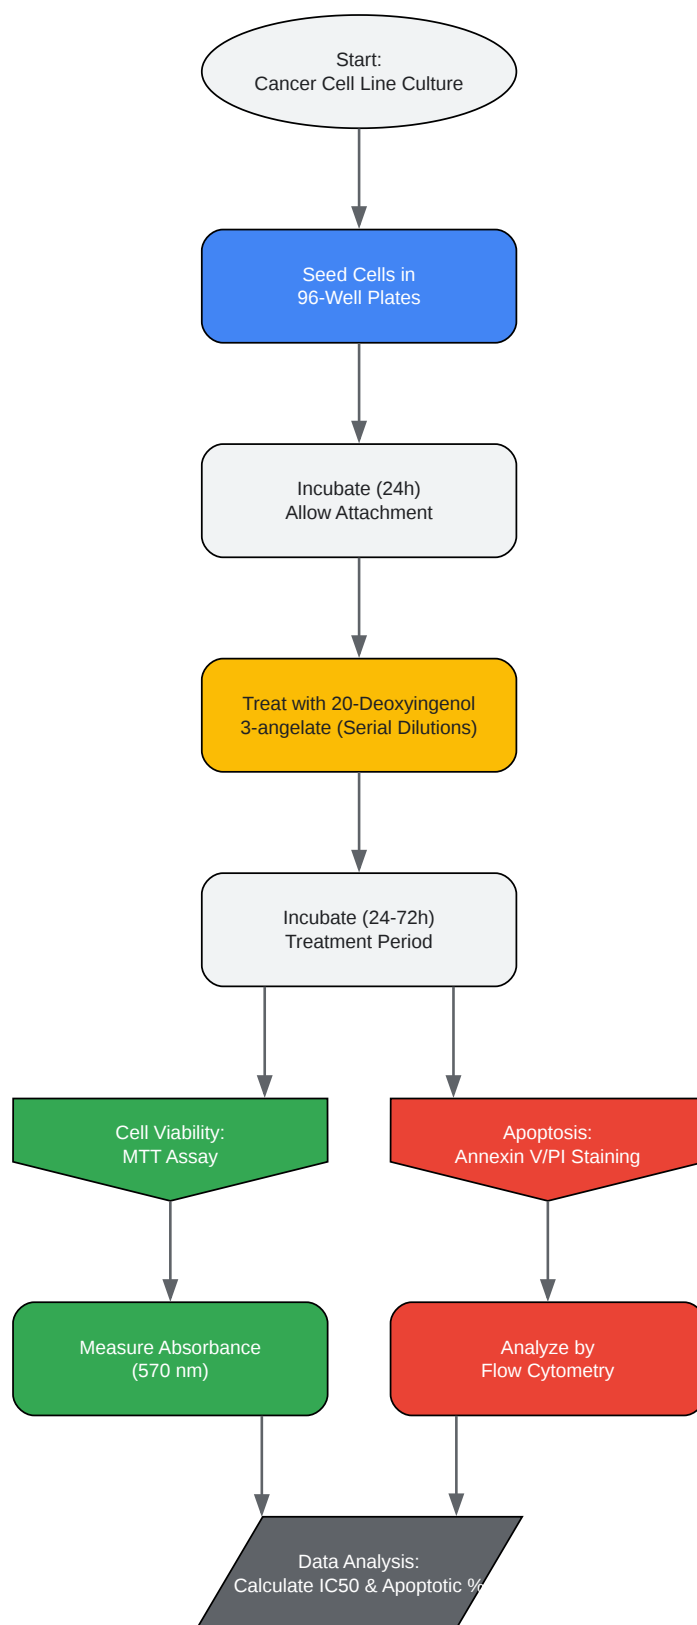 Start:
Cancer Cell Line Culture
Seed Cells in
96-Well Plates
Incubate (24h)
Allow Attachment
Treat with 20-Deoxyingenol
3-angelate (Serial Dilutions)
Incubate (24-72h)
Treatment Period
Cell Viability:
MTT Assay
Apoptosis:
Annexin V/PI Staining
Measure Absorbance
(570 nm)
Analyze by
Flow Cytometry
Data Analysis:
Calculate IC50 & Apoptotic %